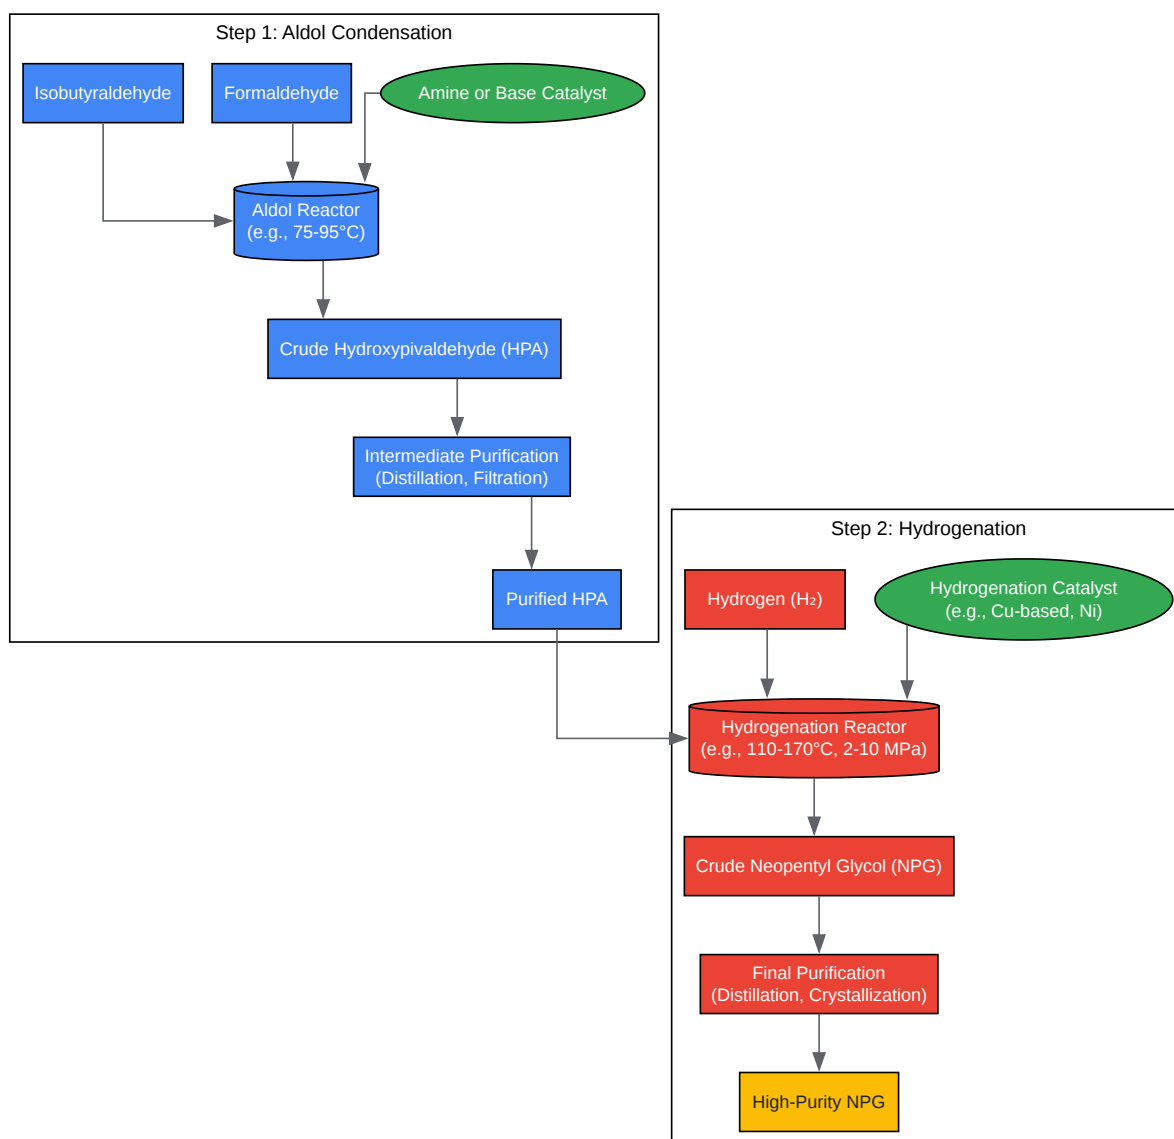 Step 1: Aldol Condensation
Isobutyraldehyde
Formaldehyde
Amine or Base Catalyst
Aldol Reactor
(e.g., 75-95°C)
Crude Hydroxypivaldehyde (HPA)
Intermediate Purification
(Distillation, Filtration)
Purified HPA
Step 2: Hydrogenation
Hydrogen (H₂)
Hydrogenation Catalyst
(e.g., Cu-based, Ni)
Hydrogenation Reactor
(e.g., 110-170°C, 2-10 MPa)
Crude Neopentyl Glycol (NPG)
Final Purification
(Distillation, Crystallization)
High-Purity NPG